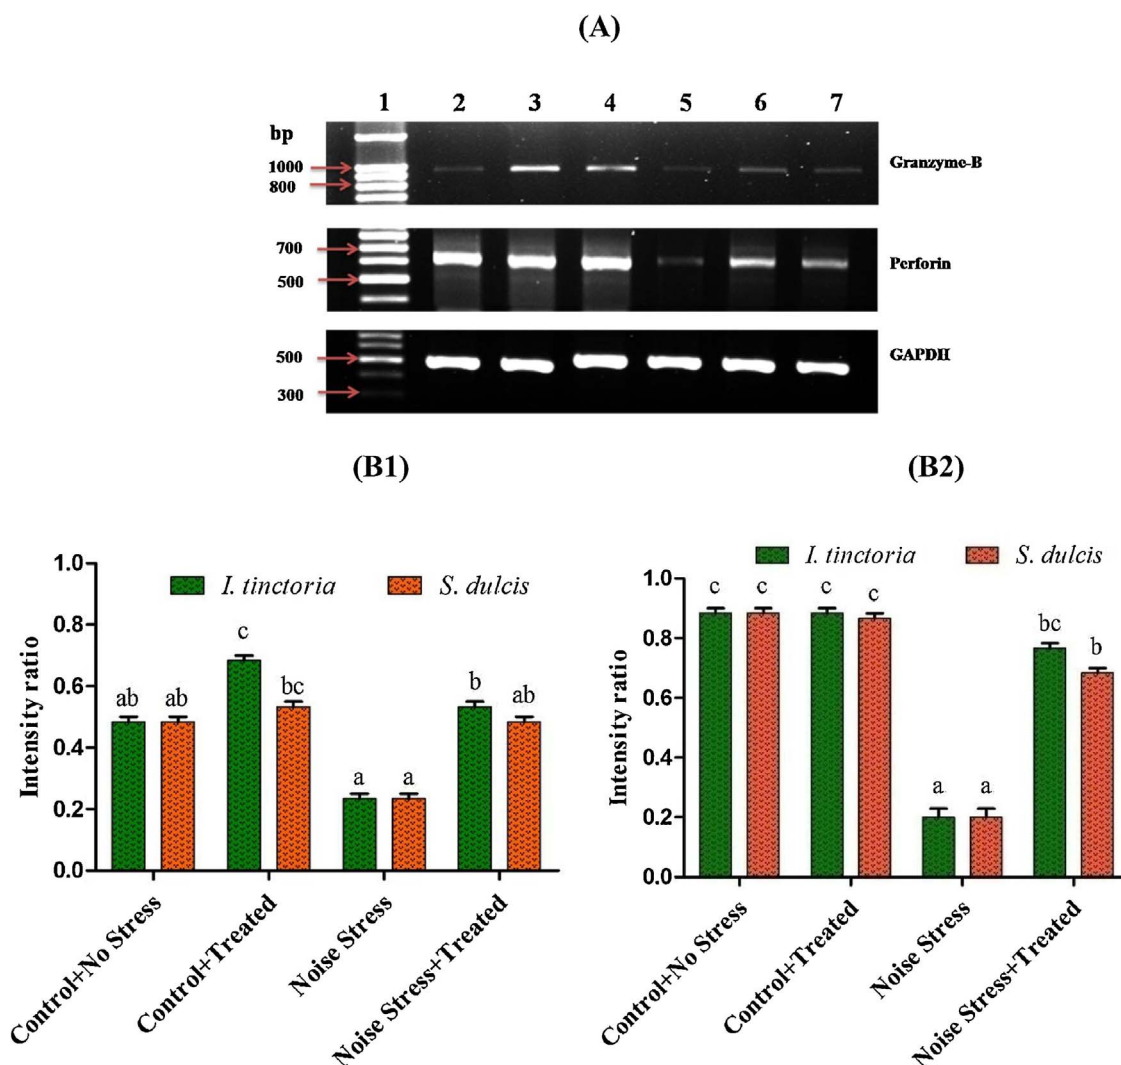 (A)
1 2 3 4 5 6 7
bp
1000
800
Granzyme-B
700
500
Perforin
500
300
GAPDH
(B1)
I. tinctoria S. dulcis
Intensity ratio
1.0
0.8
0.6
0.4
0.2
0.0
ab ab c bc a a b ab
Control+No Stress
Control+Treated
Noise Stress
Noise Stress+Treated
(B2)
I. tinctoria S. dulcis
Intensity ratio
1.0
0.8
0.6
0.4
0.2
0.0
c c c c a a bc b
Control+No Stress
Control+Treated
Noise Stress
Noise Stress+Treated